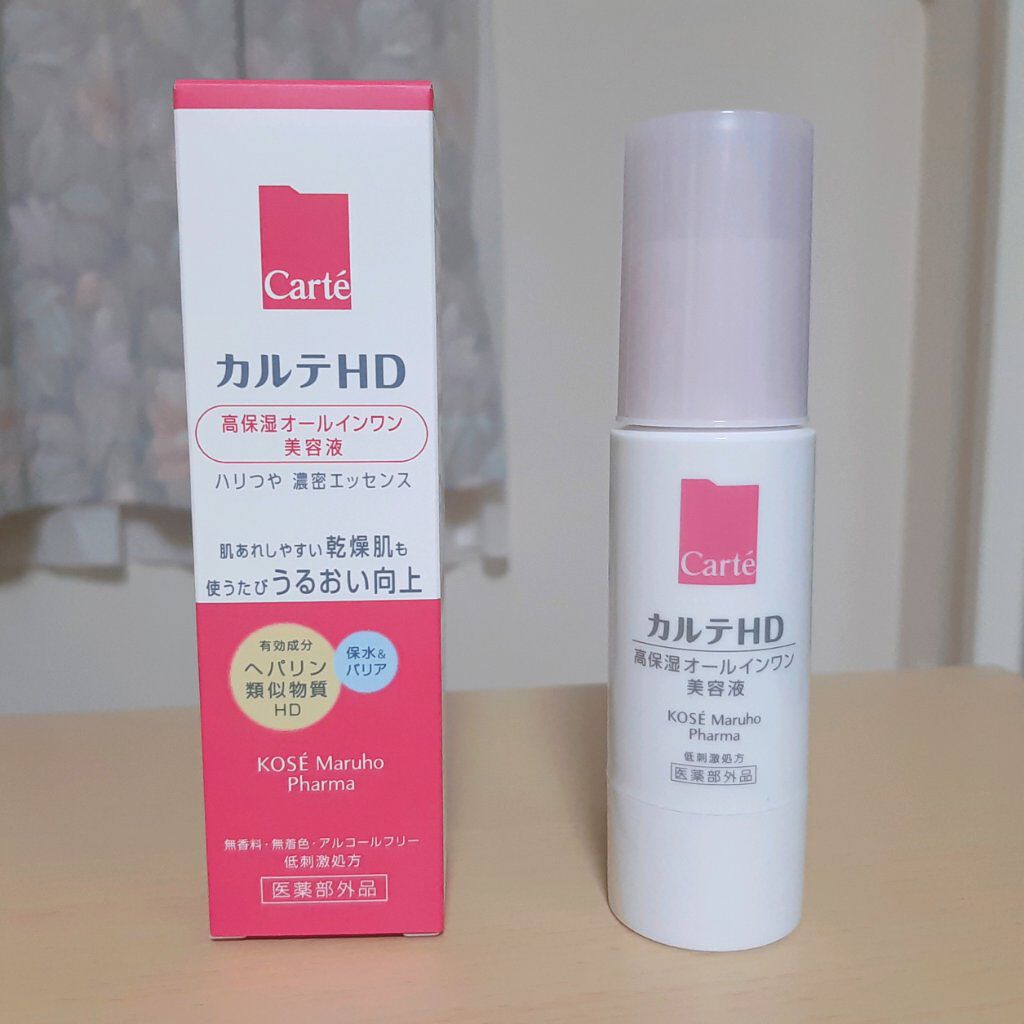 Carté
カルテHD
高保湿オールインワン
美容液
ハリつや 濃密エッセンス
肌あれしやすい乾燥肌も
使うたびうるおい向上
有効成分
ヘパリン
類似物質
HD
保水&
バリア
KOSÉ Maruho
Pharma
無香料・無着色・アルコールフリー
低刺激処方
医薬部外品
Carté
カルテHD
高保湿オールインワン
美容液
KOSÉ Maruho
Pharma
低刺激処方
医薬部外品